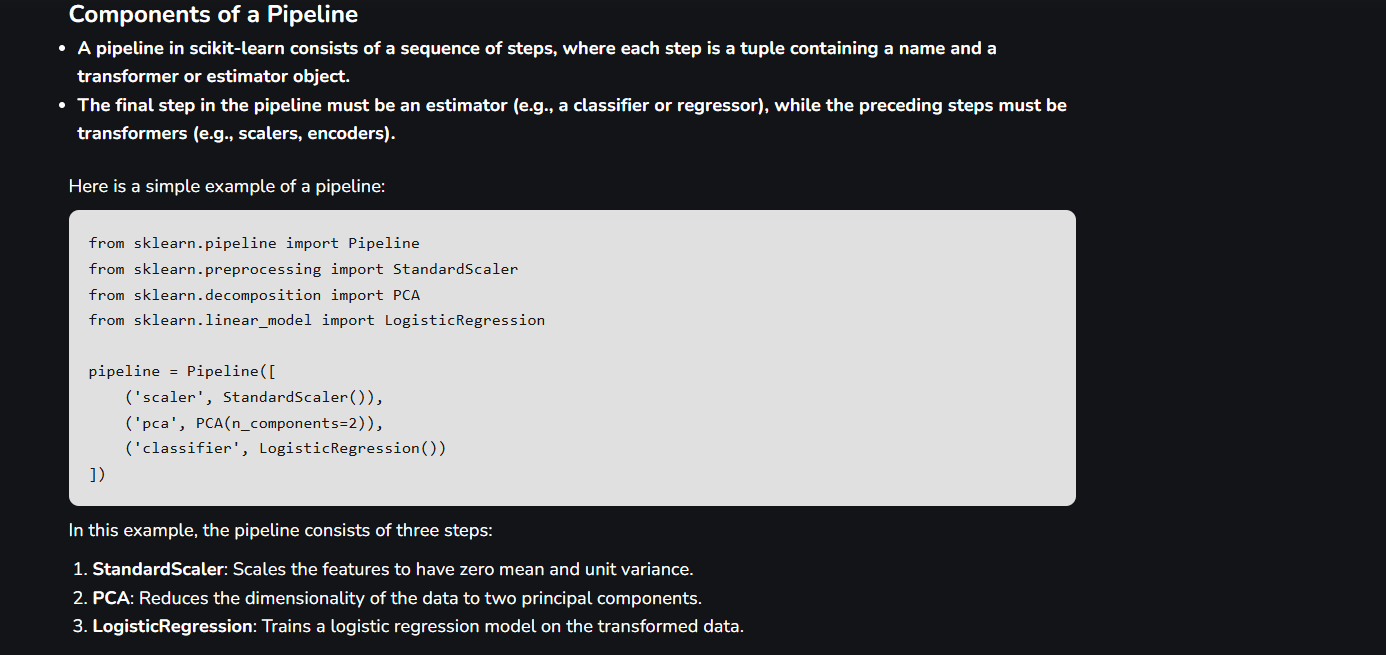 Components of a Pipeline
• A pipeline in scikit-learn consists of a sequence of steps, where each step is a tuple containing a name and a
transformer or estimator object.
• The final step in the pipeline must be an estimator (e.g., a classifier or regressor), while the preceding steps must be
transformers (e.g., scalers, encoders).
Here is a simple example of a pipeline:
from sklearn.pipeline import Pipeline
from sklearn.preprocessing import StandardScaler
from sklearn.decomposition import PCA
from sklearn.linear_model import LogisticRegression

pipeline = Pipeline([
    ('scaler', StandardScaler()),
    ('pca', PCA(n_components=2)),
    ('classifier', LogisticRegression())
])
In this example, the pipeline consists of three steps:
1. StandardScaler: Scales the features to have zero mean and unit variance.
2. PCA: Reduces the dimensionality of the data to two principal components.
3. LogisticRegression: Trains a logistic regression model on the transformed data.